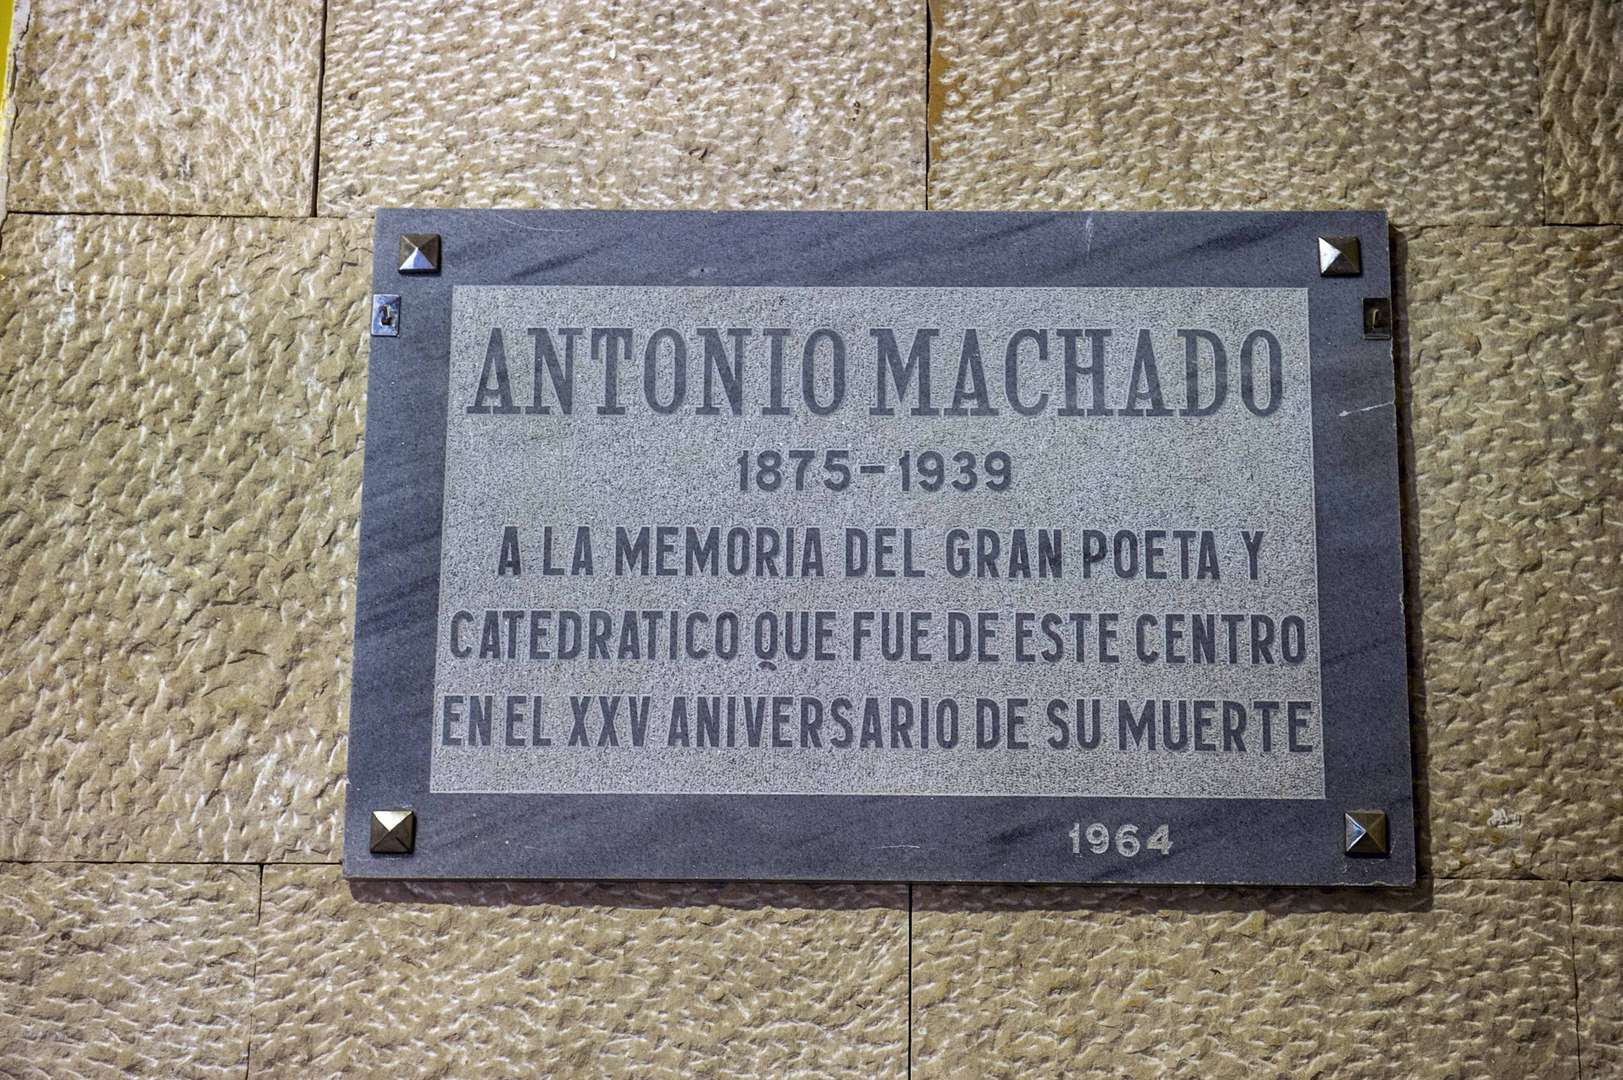 ANTONIO MACHADO
1875-1939
A LA MEMORIA DEL GRAN POETA Y
CATEDRATICO QUE FUE DE ESTE CENTRO
EN EL XXV ANIVERSARIO DE SU MUERTE
1964